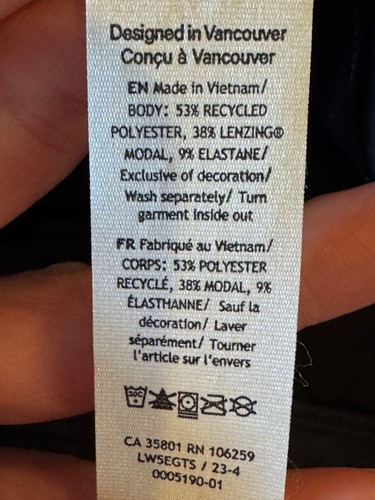 Designed in Vancouver
Conçu à Vancouver
EN Made in Vietnam/
BODY: 53% RECYCLED
POLYESTER, 38% LENZING®
MODAL, 9% ELASTANE/
Exclusive of decoration/
Wash separately/ Turn
garment inside out
FR Fabriqué au Vietnam/
CORPS: 53% POLYESTER
RECYCLÉ, 38% MODAL, 9%
ÉLASTHANNE/ Sauf la
décoration/ Laver
séparément/ Tourner
l'article sur l'envers
30C
CA 35801 RN 106259
LW5EGTS / 23-4
0005190-01